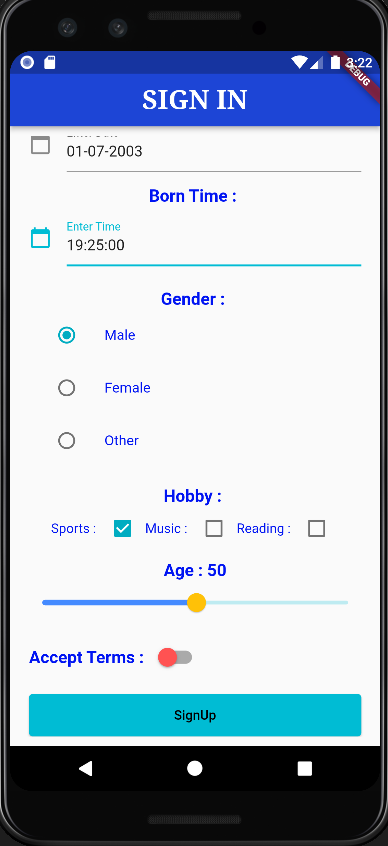 3:22
DEBUG
SIGN IN
01-07-2003
Born Time :
Enter Time
19:25:00
Gender :
Male
Female
Other
Hobby :
Sports : Music : Reading :
Age : 50
Accept Terms :
SignUp